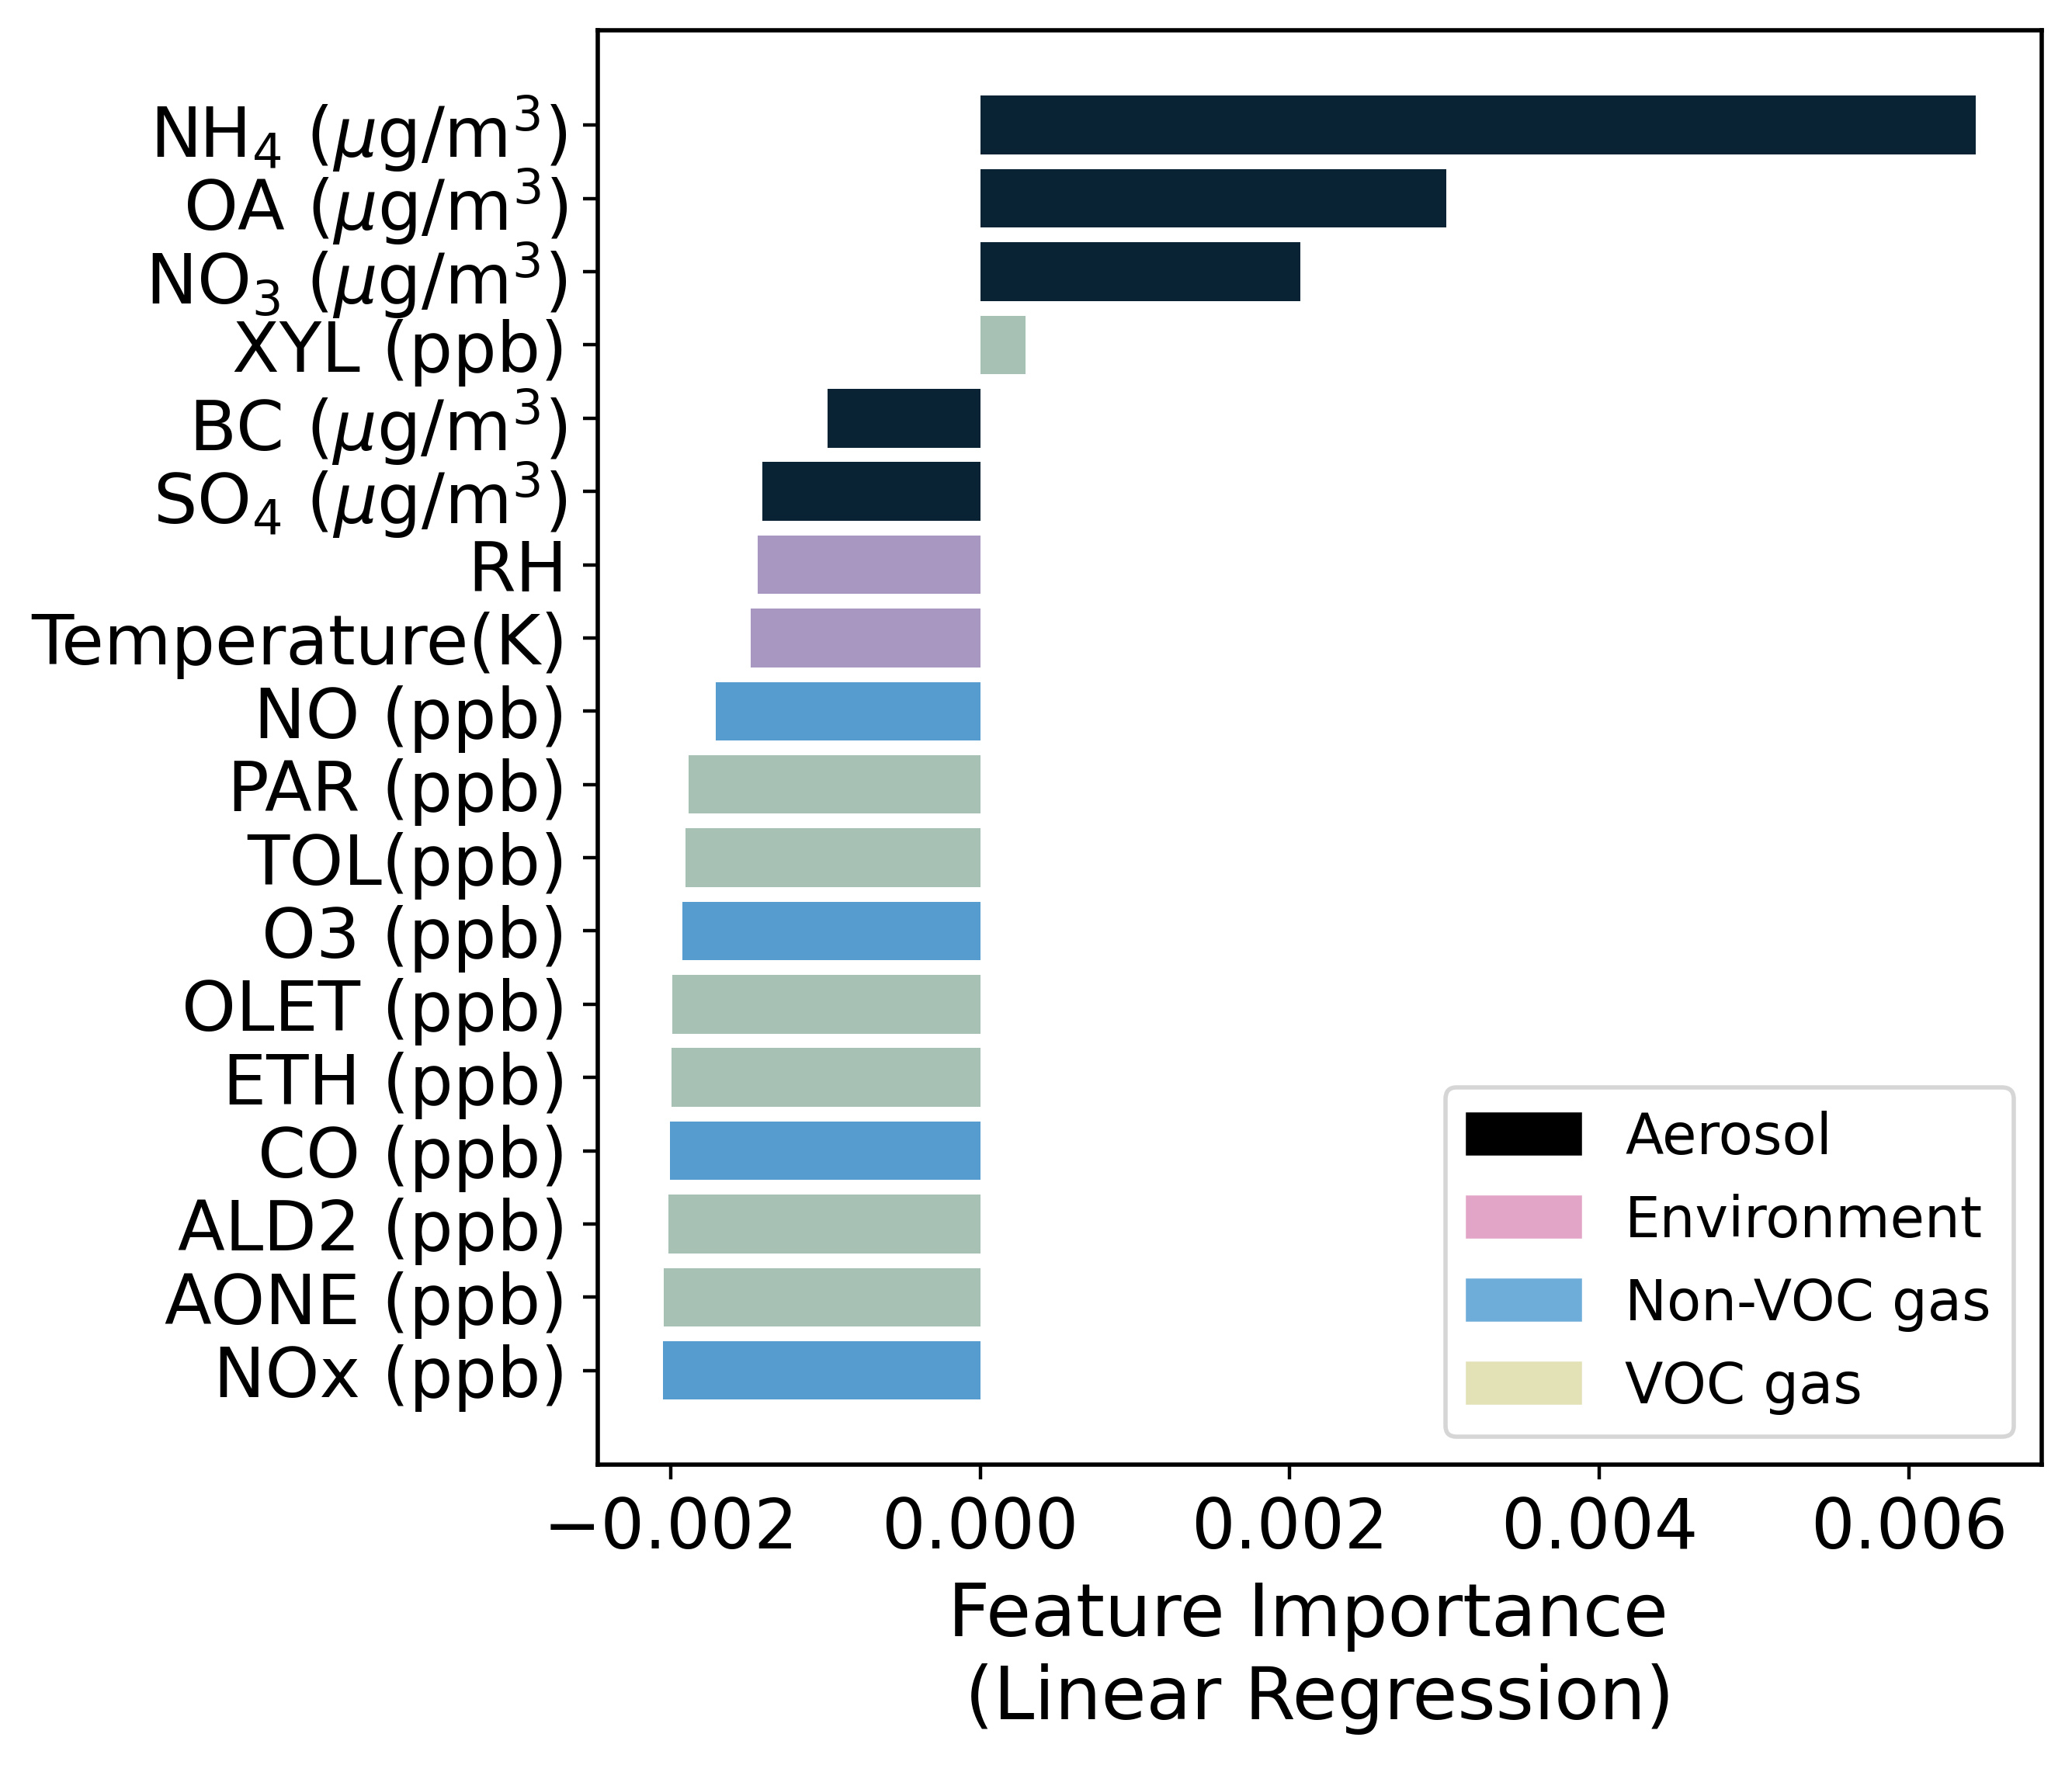 NH₄ (μg/m³)
OA (μg/m³)
NO₃ (μg/m³)
XYL (ppb)
BC (μg/m³)
SO₄ (μg/m³)
RH
Temperature(K)
NO (ppb)
PAR (ppb)
TOL(ppb)
O3 (ppb)
OLET (ppb)
ETH (ppb)
CO (ppb)
ALD2 (ppb)
AONE (ppb)
NOx (ppb)
Aerosol
Environment
Non-VOC gas
VOC gas
−0.002 0.000 0.002 0.004 0.006
Feature Importance
(Linear Regression)